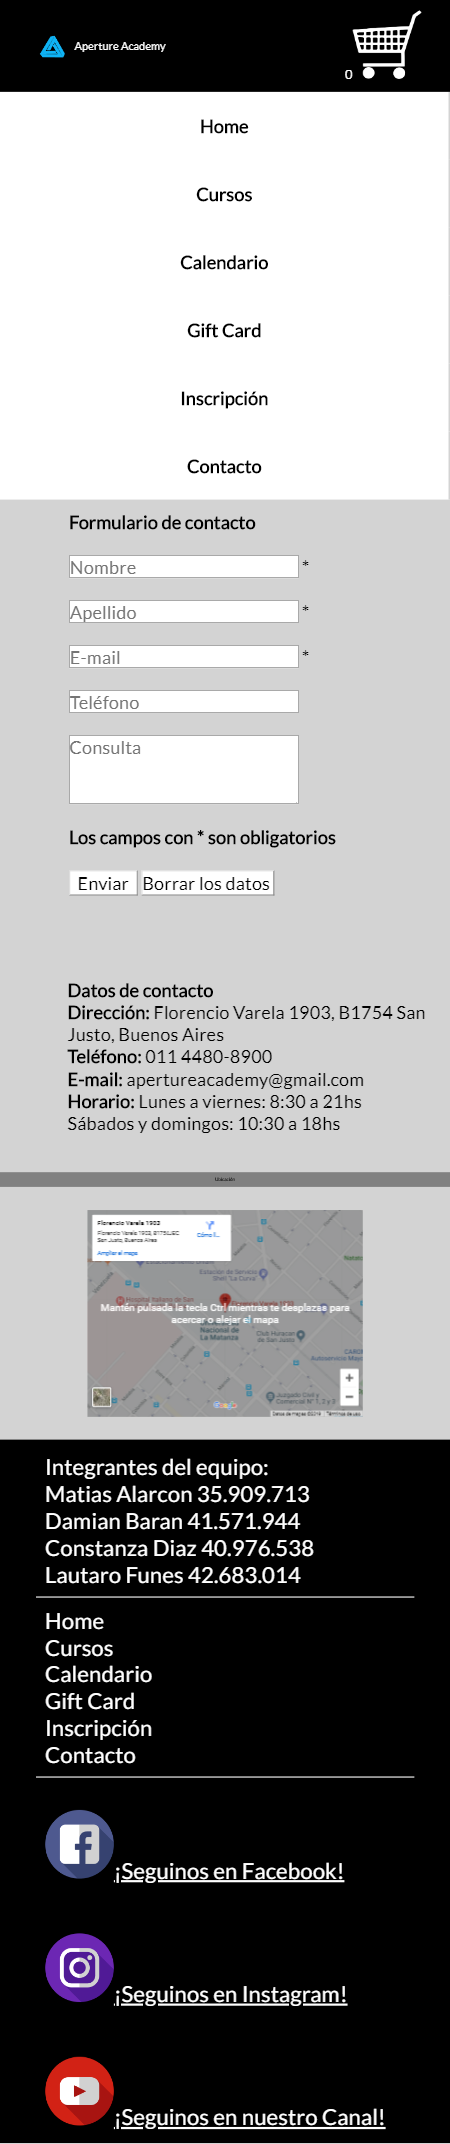 Aperture Academy
0
Home
Cursos
Calendario
Gift Card
Inscripción
Contacto
Formulario de contacto
Nombre *
Apellido *
E-mail *
Teléfono
Consulta
Los campos con * son obligatorios
Enviar Borrar los datos
Datos de contacto
Dirección: Florencio Varela 1903, B1754 San
Justo, Buenos Aires
Teléfono: 011 4480-8900
E-mail: apertureacademy@gmail.com
Horario: Lunes a viernes: 8:30 a 21hs
Sábados y domingos: 10:30 a 18hs
Ubicación
Florencio Varela 1903
Florencio Varela 1903, B1754JEC
San Justo, Buenos Aires
Cómo ll...
Ampliar el mapa
Estación de Servicio
Shell "La Curva"
Hospital Italiano de San
Mantén pulsada la tecla Ctrl mientras te desplazas para
acercar o alejar el mapa
Nacional de
La Matanza
Club Huracan
de San Justo
Autoservicio
Juzgado Civil y
Comercial N° 1, 2 y
+
−
Google
Datos de mapas ©2019 Términos de uso
Integrantes del equipo:
Matias Alarcon 35.909.713
Damian Baran 41.571.944
Constanza Diaz 40.976.538
Lautaro Funes 42.683.014
Home
Cursos
Calendario
Gift Card
Inscripción
Contacto
¡Seguinos en Facebook!
¡Seguinos en Instagram!
¡Seguinos en nuestro Canal!